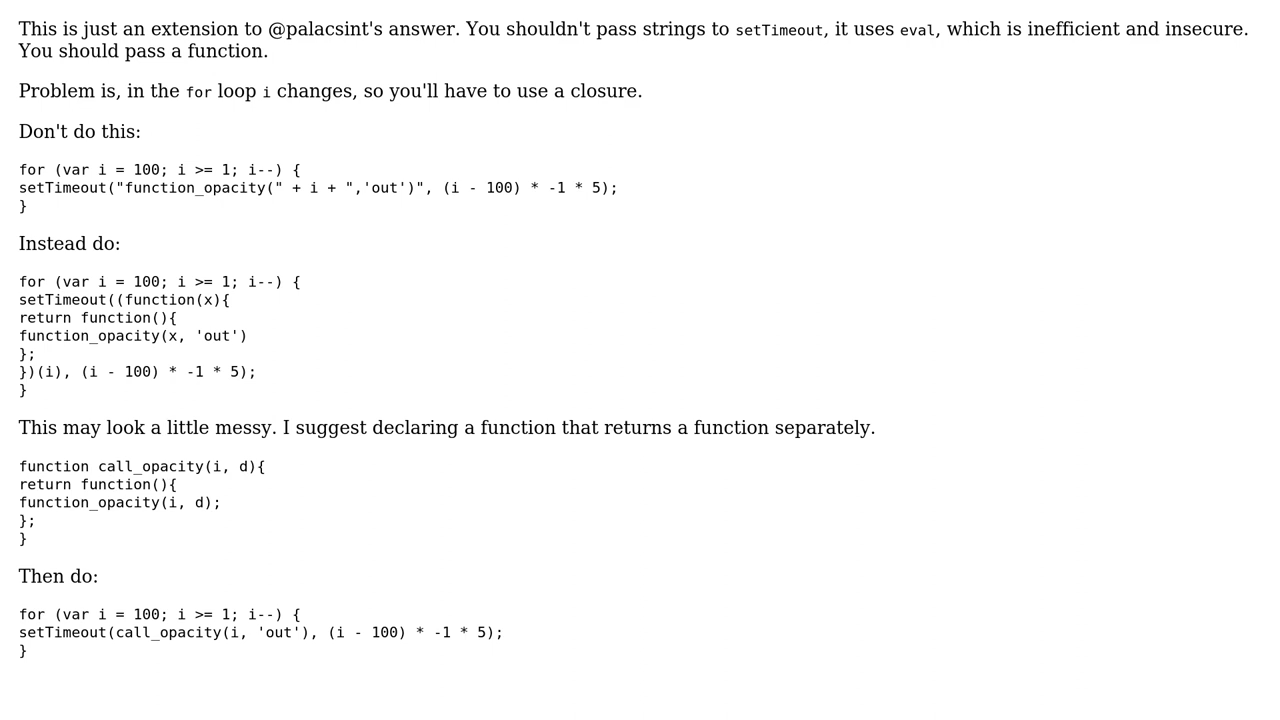 This is just an extension to @palacsint's answer. You shouldn't pass strings to setTimeout, it uses eval, which is inefficient and insecure.
You should pass a function.
Problem is, in the for loop i changes, so you'll have to use a closure.
Don't do this:
for (var i = 100; i >= 1; i--) {
setTimeout("function_opacity(" + i + ",'out')", (i - 100) * -1 * 5);
}
Instead do:
for (var i = 100; i >= 1; i--) {
setTimeout((function(x){
return function(){
function_opacity(x, 'out')
};
})(i), (i - 100) * -1 * 5);
}
This may look a little messy. I suggest declaring a function that returns a function separately.
function call_opacity(i, d){
return function(){
function_opacity(i, d);
};
}
Then do:
for (var i = 100; i >= 1; i--) {
setTimeout(call_opacity(i, 'out'), (i - 100) * -1 * 5);
}